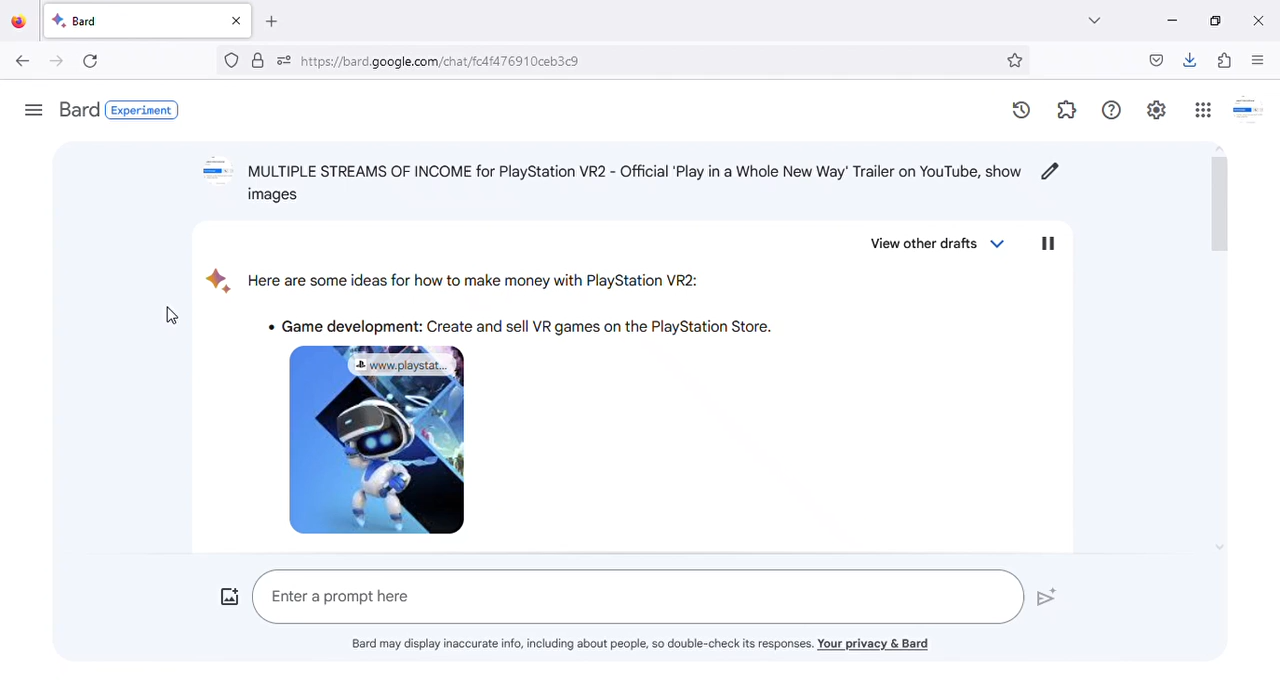 Bard
https://bard.google.com/chat/fc4f476910ceb3c9
Bard Experiment
MULTIPLE STREAMS OF INCOME for PlayStation VR2 - Official 'Play in a Whole New Way' Trailer on YouTube, show
images
View other drafts
Here are some ideas for how to make money with PlayStation VR2:
• Game development: Create and sell VR games on the PlayStation Store.
www.playstat...
Enter a prompt here
Bard may display inaccurate info, including about people, so double-check its responses. Your privacy & Bard